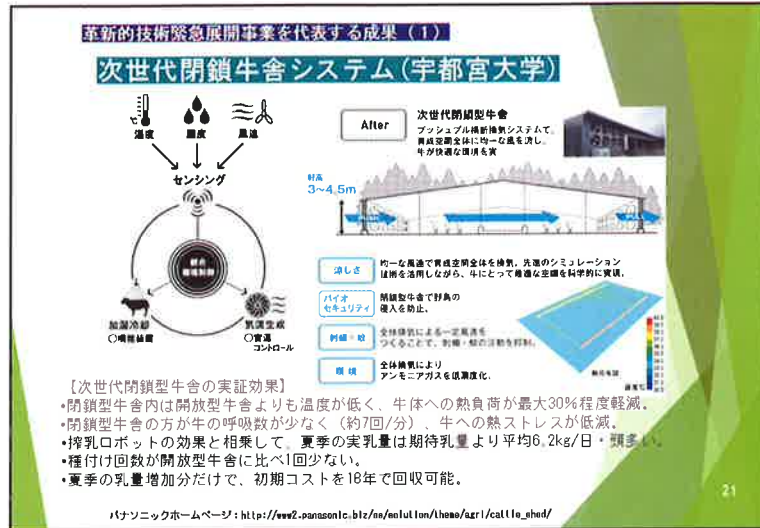 革新的技術緊急展開事業を代表する成果（1）
次世代閉鎖牛舎システム(宇都宮大学)
温度
湿度
風速
センシング
加湿冷却
〇噴霧装置
気流生成
〇室温
コントロール
After
次世代閉鎖型牛舎
プッシュプル横断換気システムで、
育成空間全体に均一な風を流し、
牛が快適な環境を実
軒高
3～4.5m
涼しさ
均一な風速で育成空間全体を換気。先進のシミュレーション
技術を活用しながら、牛にとって最適な空間を科学的に実現。
バイオ
セキュリティ
閉鎖型牛舎で野鳥の
侵入を防止。
刺蝿・蚊
全体換気による一定風速を
つくることで、刺蝿・蚊の活動を抑制。
環境
全体換気により
アンモニアガスを低濃度化。
【次世代閉鎖型牛舎の実証効果】
•閉鎖型牛舎内は開放型牛舎よりも温度が低く、牛体への熱負荷が最大30%程度軽減。
•閉鎖型牛舎の方が牛の呼吸数が少なく（約7回/分）、牛への熱ストレスが低減。
•搾乳ロボットの効果と相乗して、夏季の実乳量は期待乳量より平均6.2kg/日・頭多い。
•種付け回数が開放型牛舎に比べ1回少ない。
•夏季の乳量増加分だけで、初期コストを18年で回収可能。
パナソニックホームページ：http://www2.panasonic.biz/es/solution/theme/agri/cattle_shed/
21